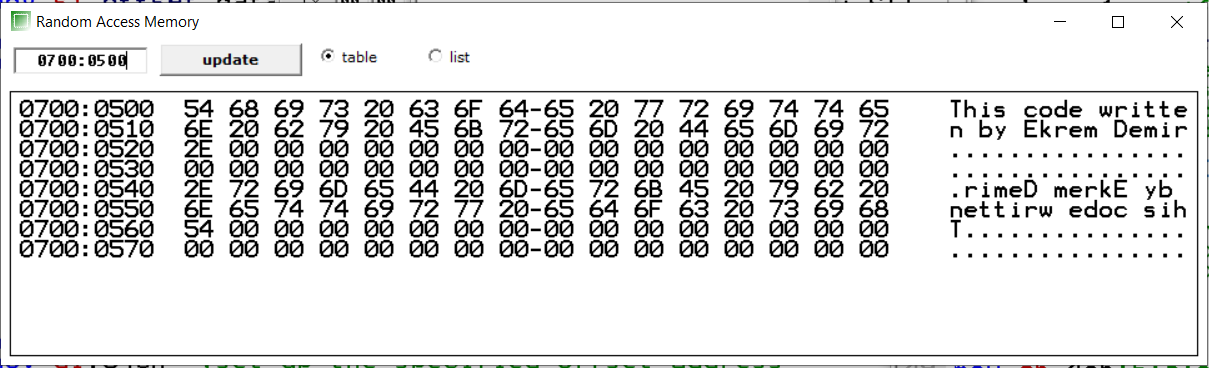 Random Access Memory
0700:0500 update table list
0700:0500 54 68 69 73 20 63 6F 64-65 20 77 72 69 74 74 65 This code writte
0700:0510 6E 20 62 79 20 45 6B 72-65 6D 20 44 65 6D 69 72 n by Ekrem Demir
0700:0520 2E 00 00 00 00 00 00 00-00 00 00 00 00 00 00 00 ................
0700:0530 00 00 00 00 00 00 00 00-00 00 00 00 00 00 00 00 ................
0700:0540 2E 72 69 6D 65 44 20 6D-65 72 6B 45 20 79 62 20 .rimeD merkE yb
0700:0550 6E 65 74 74 69 72 77 20-65 64 6F 63 20 73 69 68 nettirw edoc sih
0700:0560 54 00 00 00 00 00 00 00-00 00 00 00 00 00 00 00 T...............
0700:0570 00 00 00 00 00 00 00 00-00 00 00 00 00 00 00 00 ................